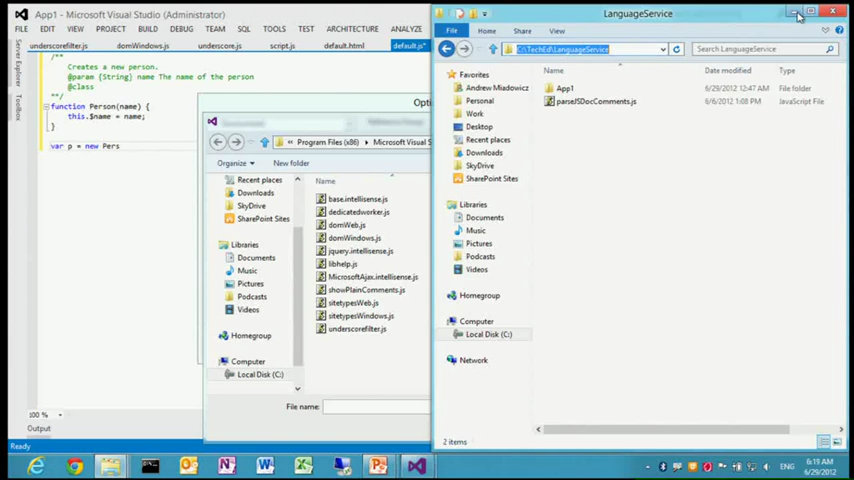 App1 - Microsoft Visual Studio (Administrator)
FILE EDIT VIEW PROJECT BUILD DEBUG TEAM SQL TOOLS TEST ARCHITECTURE ANALYZE
underscorefilter.js domWindows.js underscore.js script.js default.html default.js*
Server Explorer
Toolbox
/**
Creates a new person.
@param {String} name The name of the person
@class
**/
function Person(name) {
this.$name = name;
}
var p = new Pers
100 %
Output
Ready
Opti
Program Files (x86) Microsoft Visual S
Organize New folder
Name
Recent places
Downloads
SkyDrive
SharePoint Sites
Libraries
Documents
Music
Pictures
Podcasts
Videos
Homegroup
Computer
Local Disk (C:)
base.intellisense.js
dedicatedworker.js
domWeb.js
domWindows.js
jquery.intellisense.js
libhelp.js
MicrosoftAjax.intellisense.js
showPlainComments.js
sitetypesWeb.js
sitetypesWindows.js
underscorefilter.js
File name:
LanguageService
File Home Share View
C:\TechEd\LanguageService
Search LanguageService
Name Date modified Type
Favorites
Andrew Miadowicz
Personal
Work
Desktop
Recent places
Downloads
SkyDrive
SharePoint Sites
Libraries
Documents
Music
Pictures
Podcasts
Videos
Homegroup
Computer
Local Disk (C:)
Network
App1 6/29/2012 12:47 AM File folder
parseJSDocComments.js 6/6/2012 1:08 PM JavaScript File
2 items
ENG
6:19 AM
6/29/2012